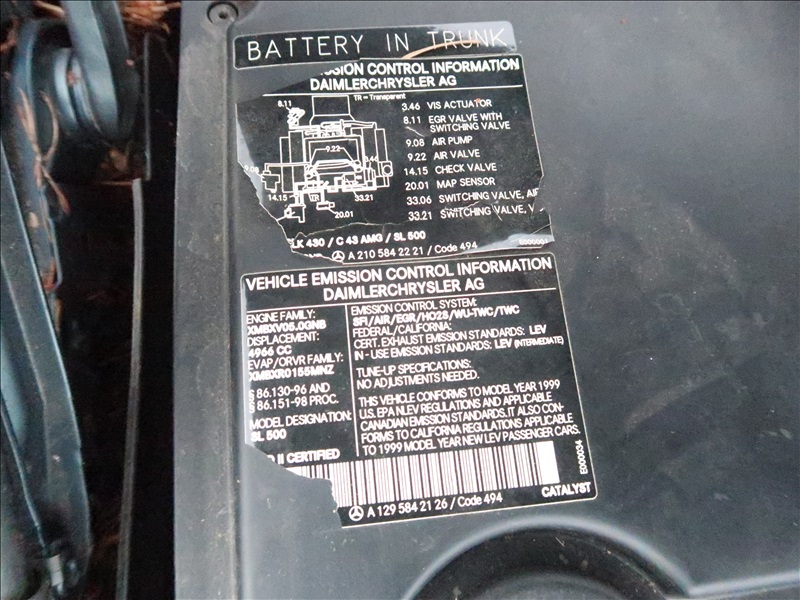 BATTERY IN TRUNK
EMISSION CONTROL INFORMATION
DAIMLERCHRYSLER AG
TR = Transparent
8.11
9.22
3.46
9.08
14.15
TR
33.21
20.01
3.46 VIS ACTUATOR
8.11 EGR VALVE WITH
SWITCHING VALVE
9.08 AIR PUMP
9.22 AIR VALVE
14.15 CHECK VALVE
20.01 MAP SENSOR
33.06 SWITCHING VALVE, AI
33.21 SWITCHING VALVE, V
LK 430 / C 43 AMG / SL 500
A 210 584 22 21 / Code 494
E000001
VEHICLE EMISSION CONTROL INFORMATION
DAIMLERCHRYSLER AG
ENGINE FAMILY:
XMBXV05.0GNB
DISPLACEMENT:
4966 CC
EVAP/ORVR FAMILY:
XMBXR0155MNZ
§ 86.130-96 AND
§ 86.151-98 PROC.
MODEL DESIGNATION:
SL 500
D II CERTIFIED
EMISSION CONTROL SYSTEM:
SFI/AIR/EGR/HO2S/WU-TWC/TWC
FEDERAL/CALIFORNIA:
CERT. EXHAUST EMISSION STANDARDS: LEV
IN - USE EMISSION STANDARDS: LEV (INTERMEDIATE)
TUNE-UP SPECIFICATIONS:
NO ADJUSTMENTS NEEDED.
THIS VEHICLE CONFORMS TO MODEL YEAR 1999
U.S. EPA NLEV REGULATIONS AND APPLICABLE
CANADIAN EMISSION STANDARDS. IT ALSO CON-
FORMS TO CALIFORNIA REGULATIONS APPLICABLE
TO 1999 MODEL YEAR NEW LEV PASSENGER CARS.
E000034
CATALYST
A 129 584 21 26 / Code 494